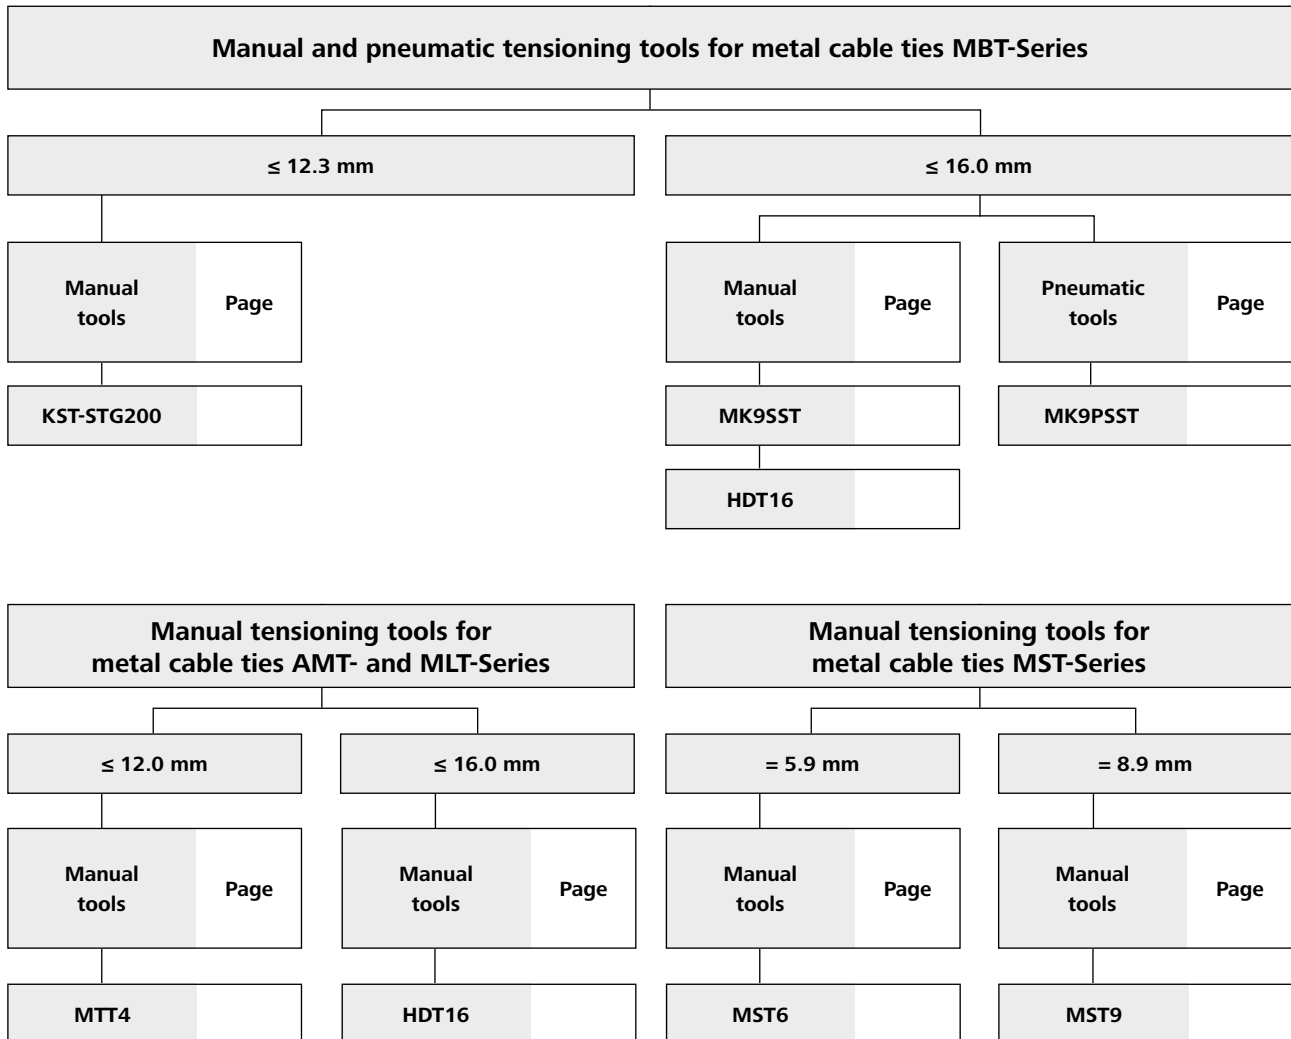 Manual and pneumatic tensioning tools for metal cable ties MBT-Series
≤ 12.3 mm
≤ 16.0 mm
Manual
tools
Page
Manual
tools
Page
Pneumatic
tools
Page
KST-STG200
MK9SST
MK9PSST
HDT16
Manual tensioning tools for
metal cable ties AMT- and MLT-Series
Manual tensioning tools for
metal cable ties MST-Series
≤ 12.0 mm
≤ 16.0 mm
= 5.9 mm
= 8.9 mm
Manual
tools
Page
Manual
tools
Page
Manual
tools
Page
Manual
tools
Page
MTT4
HDT16
MST6
MST9